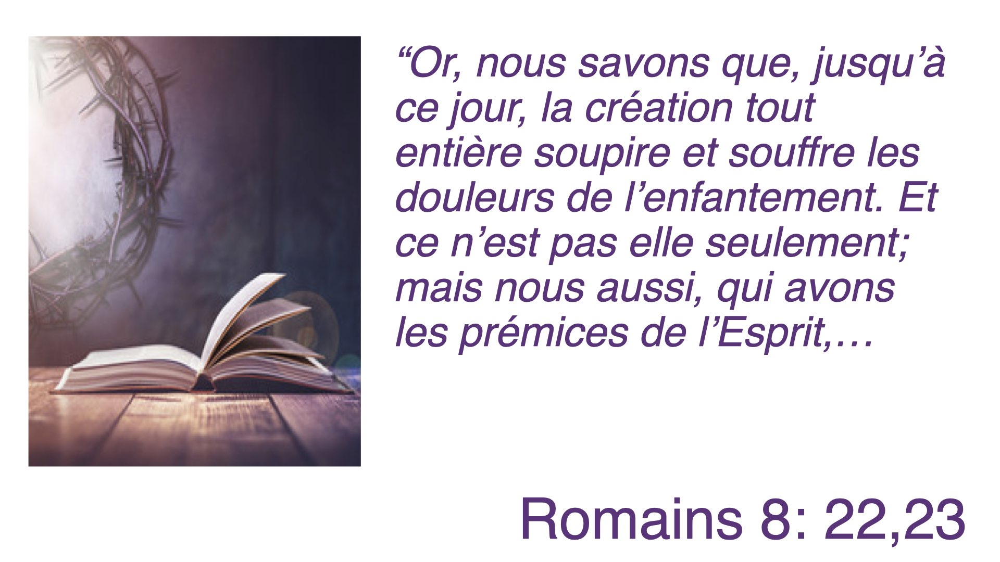 “Or, nous savons que, jusqu’à
ce jour, la création tout
entière soupire et souffre les
douleurs de l’enfantement. Et
ce n’est pas elle seulement;
mais nous aussi, qui avons
les prémices de l’Esprit,…
Romains 8: 22,23